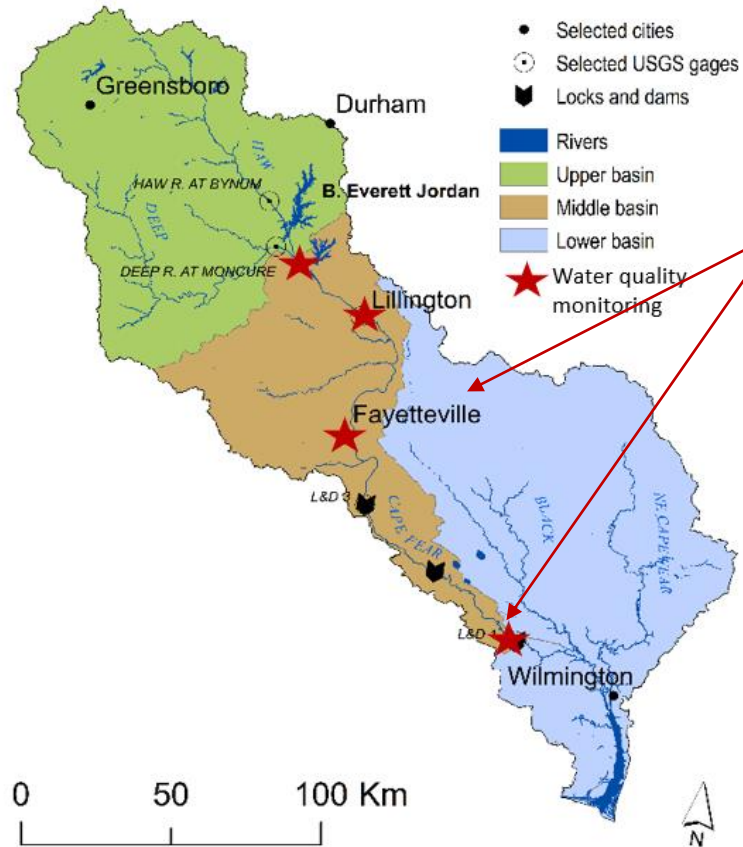 Selected cities
Selected USGS gages
Locks and dams
Rivers
Upper basin
Middle basin
Lower basin
Water quality
monitoring
Greensboro
Durham
HAW
HAW R. AT BYNUM
B. Everett Jordan
DEEP
DEEP R. AT MONCURE
Lillington
Fayetteville
L&D 3
CAPE FEAR
BLACK
NE CAPE FEAR
L&D 1
Wilmington
0 50 100 Km
N